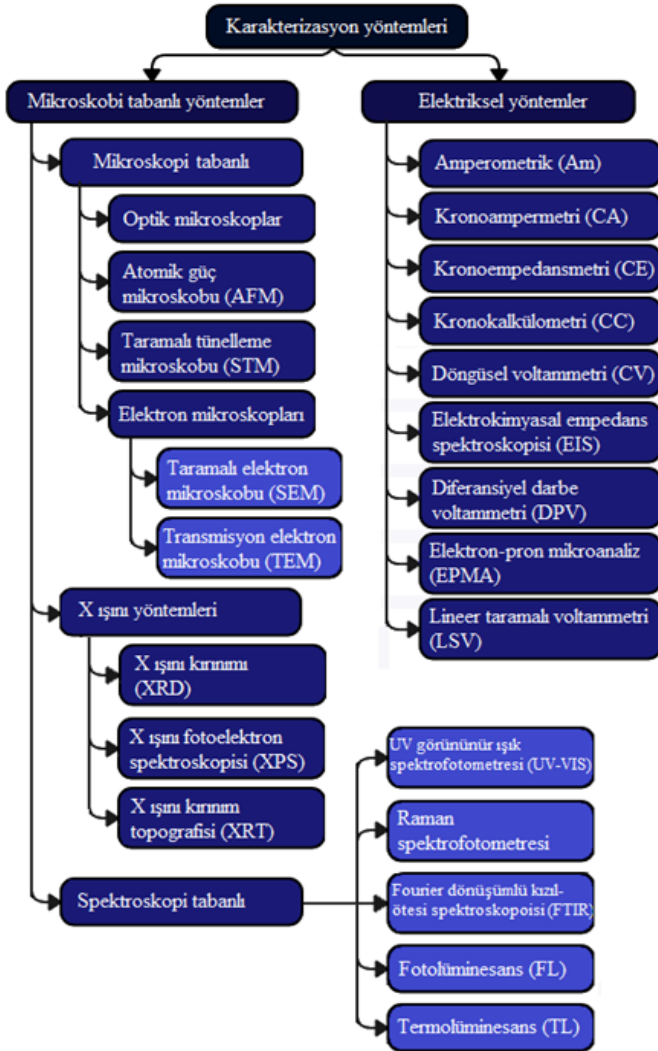 Karakterizasyon yöntemleri
Mikroskobi tabanlı yöntemler
Mikroskopi tabanlı
Optik mikroskoplar
Atomik güç
mikroskobu (AFM)
Taramalı tünelleme
mikroskobu (STM)
Elektron mikroskopları
Taramalı elektron
mikroskobu (SEM)
Transmisyon elektron
mikroskobu (TEM)
X ışını yöntemleri
X ışını kırınımı
(XRD)
X ışını fotoelektron
spektroskopisi (XPS)
X ışını kırınım
topografisi (XRT)
Spektroskopi tabanlı
UV görününür ışık
spektrofotometresi (UV-VIS)
Raman
spektrofotometresi
Fourier dönüşümlü kızıl-
ötesi spektroskopoisi (FTIR)
Fotolüminesans (FL)
Termolüminesans (TL)
Elektriksel yöntemler
Amperometrik (Am)
Kronoampermetri (CA)
Kronoempedansmetri (CE)
Kronokalkülometri (CC)
Döngüsel voltammetri (CV)
Elektrokimyasal empedans
spektroskopisi (EIS)
Diferansiyel darbe
voltammetri (DPV)
Elektron-pron mikroanaliz
(EPMA)
Lineer taramalı voltammetri
(LSV)